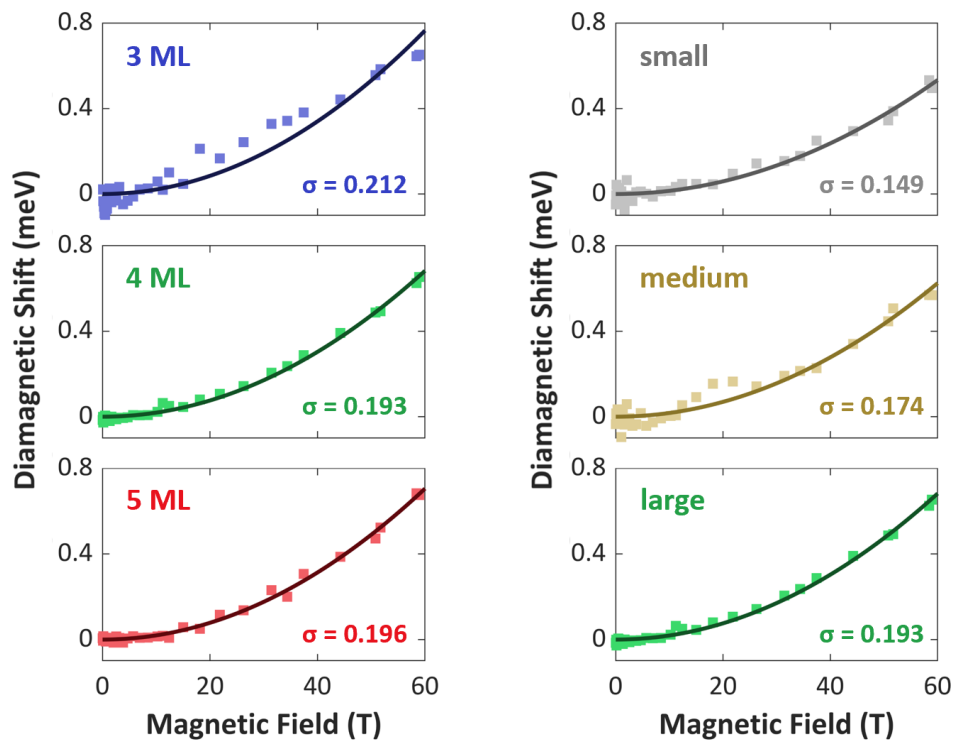 Diamagnetic Shift (meV)
0.8
0.4
0
3 ML
σ = 0.212
0.8
0.4
0
4 ML
σ = 0.193
0.8
0.4
0
5 ML
σ = 0.196
0 20 40 60
Magnetic Field (T)
Diamagnetic Shift (meV)
0.8
0.4
0
small
σ = 0.149
0.8
0.4
0
medium
σ = 0.174
0.8
0.4
0
large
σ = 0.193
0 20 40 60
Magnetic Field (T)